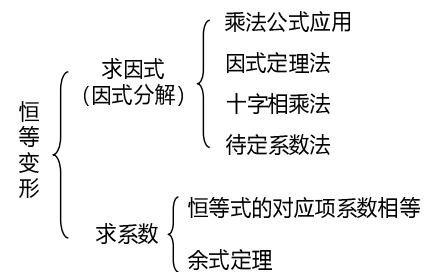 恒等变形
求因式
(因式分解)
乘法公式应用
因式定理法
十字相乘法
待定系数法
求系数
恒等式的对应项系数相等
余式定理